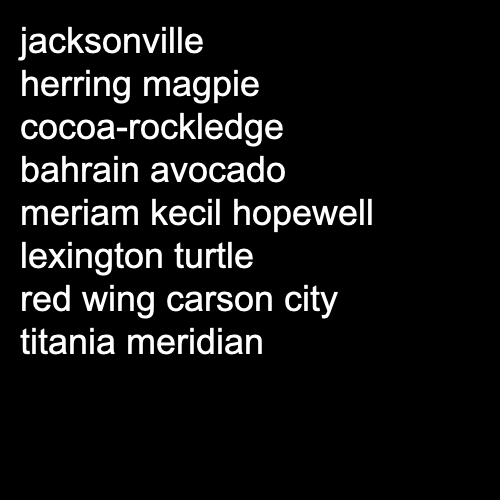 jacksonville
herring magpie
cocoa-rockledge
bahrain avocado
meriam kecil hopewell
lexington turtle
red wing carson city
titania meridian